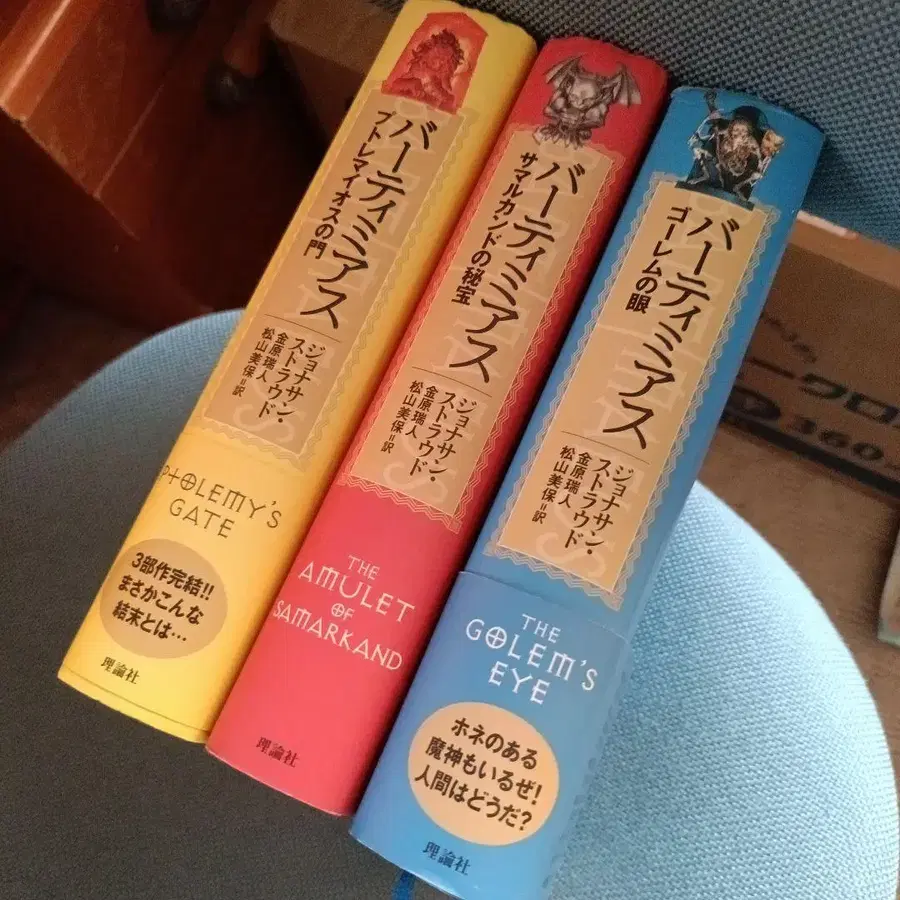 バーティミアス
プトレマイオスの門
ジョナサン・
ストラウド
金原瑞人
松山美保=訳
PTOLEMY'S
GATE
3部作完結!!
まさかこんな
結末とは…
理論社
バーティミアス
サマルカンドの秘宝
ジョナサン・
ストラウド
金原瑞人
松山美保=訳
THE
AMULET
OF
SAMARKAND
理論社
バーティミアス
ゴーレムの眼
ジョナサン・
ストラウド
金原瑞人
松山美保=訳
THE
GOLEM'S
EYE
ホネのある
魔神もいるぜ!
人間はどうだ?
理論社
360